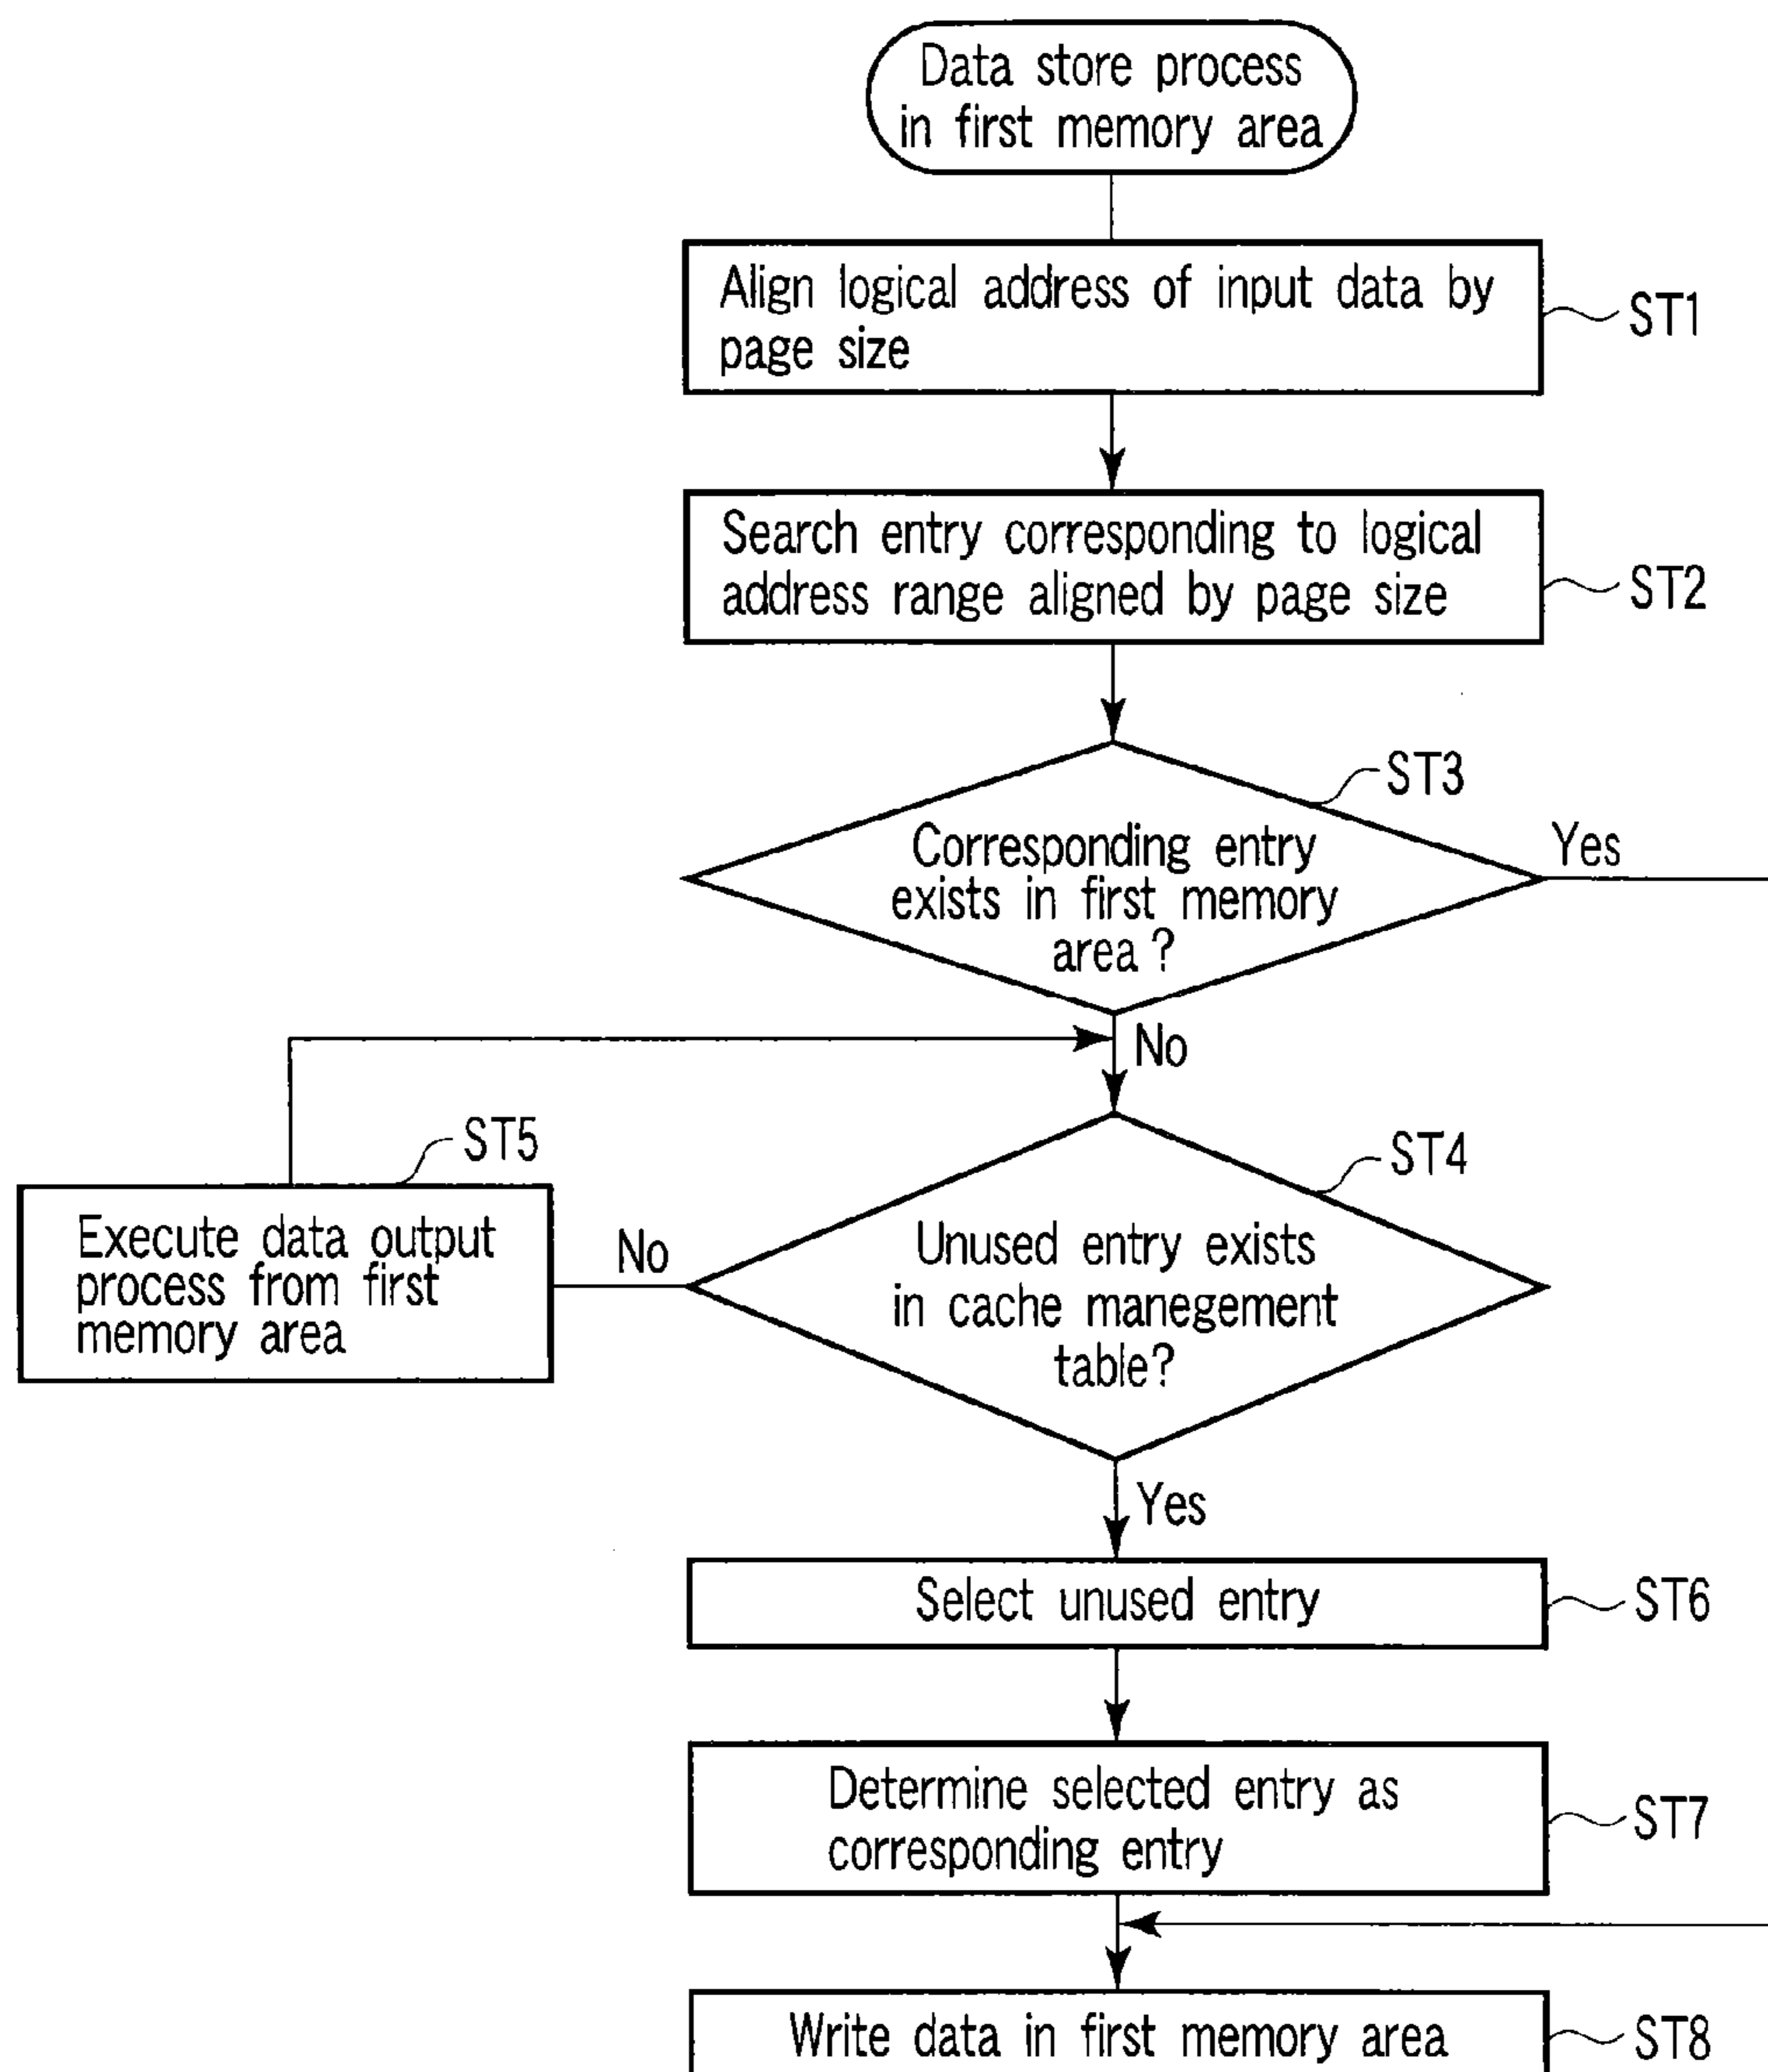 Data store process
in first memory area
Align logical address of input data by
page size
ST1
Search entry corresponding to logical
address range aligned by page size
ST2
ST3
Corresponding entry
exists in first memory
area ?
Yes
No
ST5
Execute data output
process from first
memory area
No
ST4
Unused entry exists
in cache manegement
table?
Yes
Select unused entry
ST6
Determine selected entry as
corresponding entry
ST7
Write data in first memory area
ST8